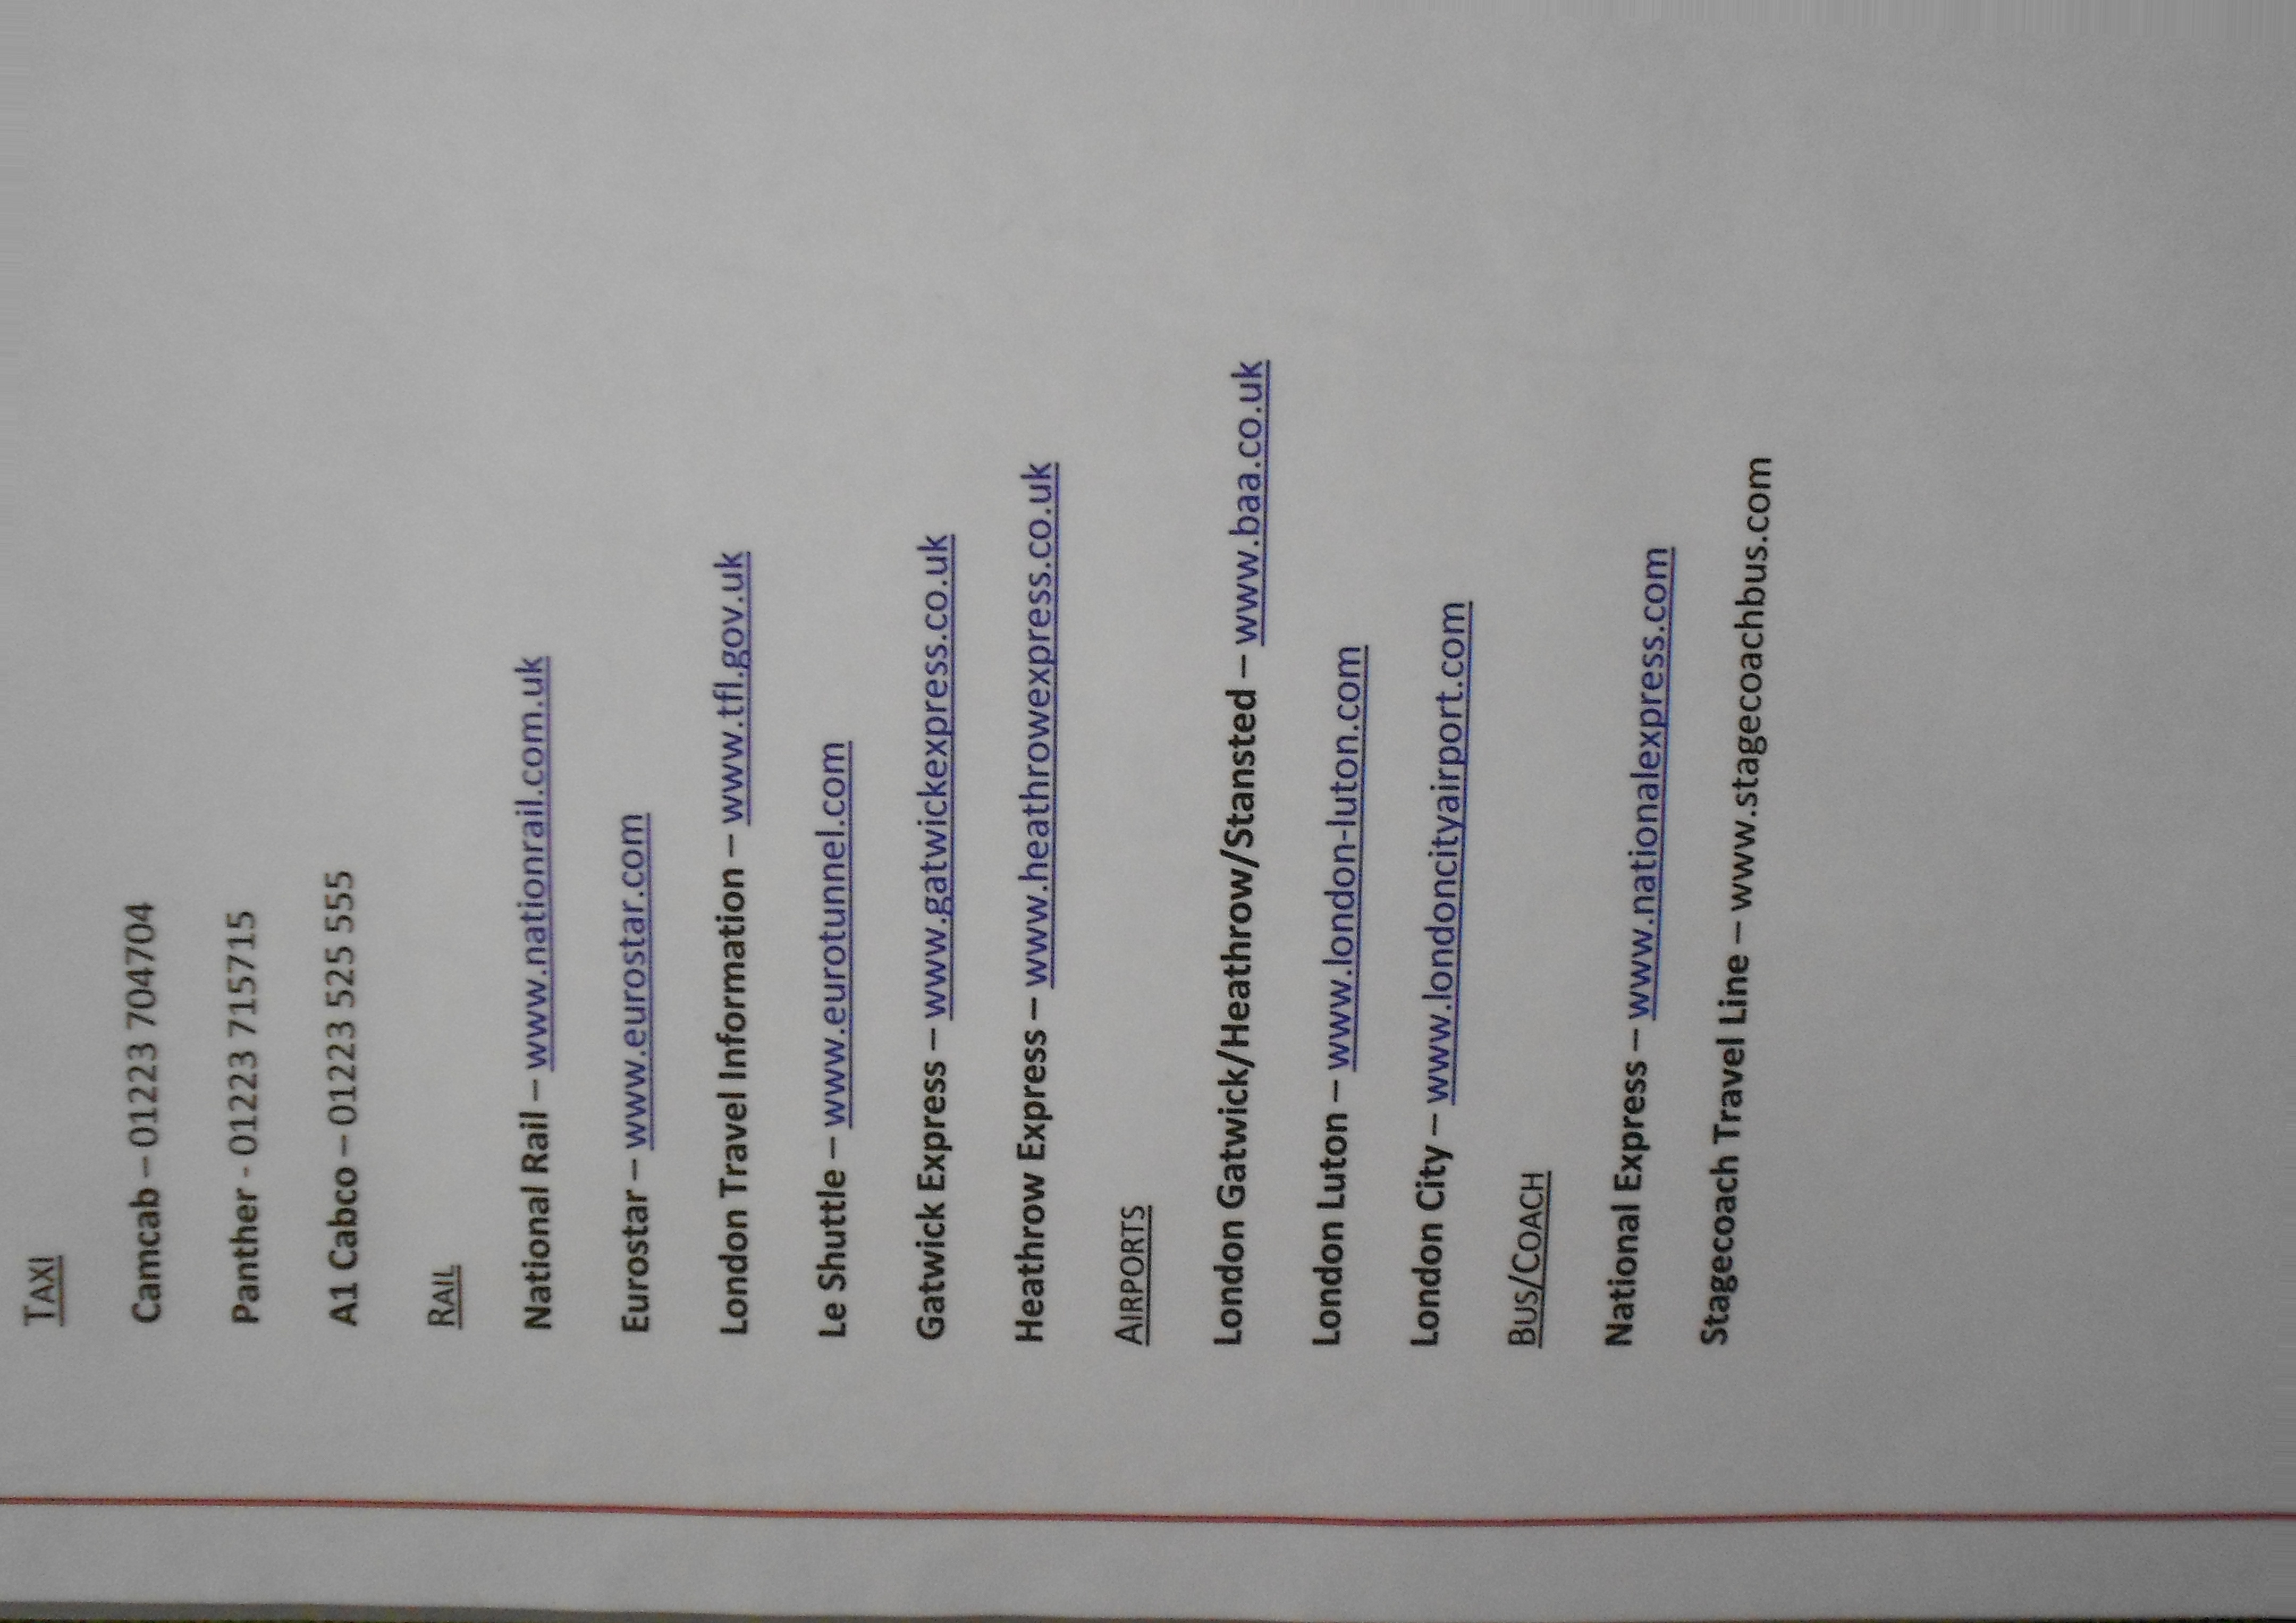 TAXI
Camcab – 01223 704704
Panther - 01223 715715
A1 Cabco – 01223 525 555
RAIL
National Rail – www.nationrail.com.uk
Eurostar – www.eurostar.com
London Travel Information – www.tfl.gov.uk
Le Shuttle – www.eurotunnel.com
Gatwick Express – www.gatwickexpress.co.uk
Heathrow Express – www.heathrowexpress.co.uk
AIRPORTS
London Gatwick/Heathrow/Stansted – www.baa.co.uk
London Luton – www.london-luton.com
London City – www.londoncityairport.com
BUS/COACH
National Express – www.nationalexpress.com
Stagecoach Travel Line – www.stagecoachbus.com